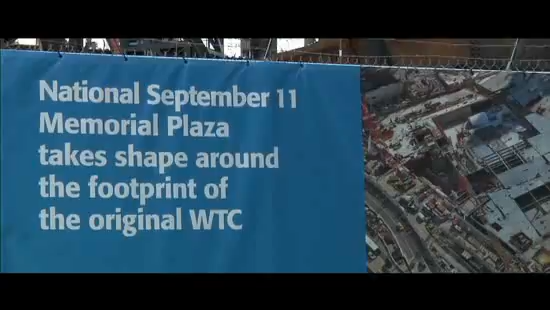 National September 11
Memorial Plaza
takes shape around
the footprint of
the original WTC